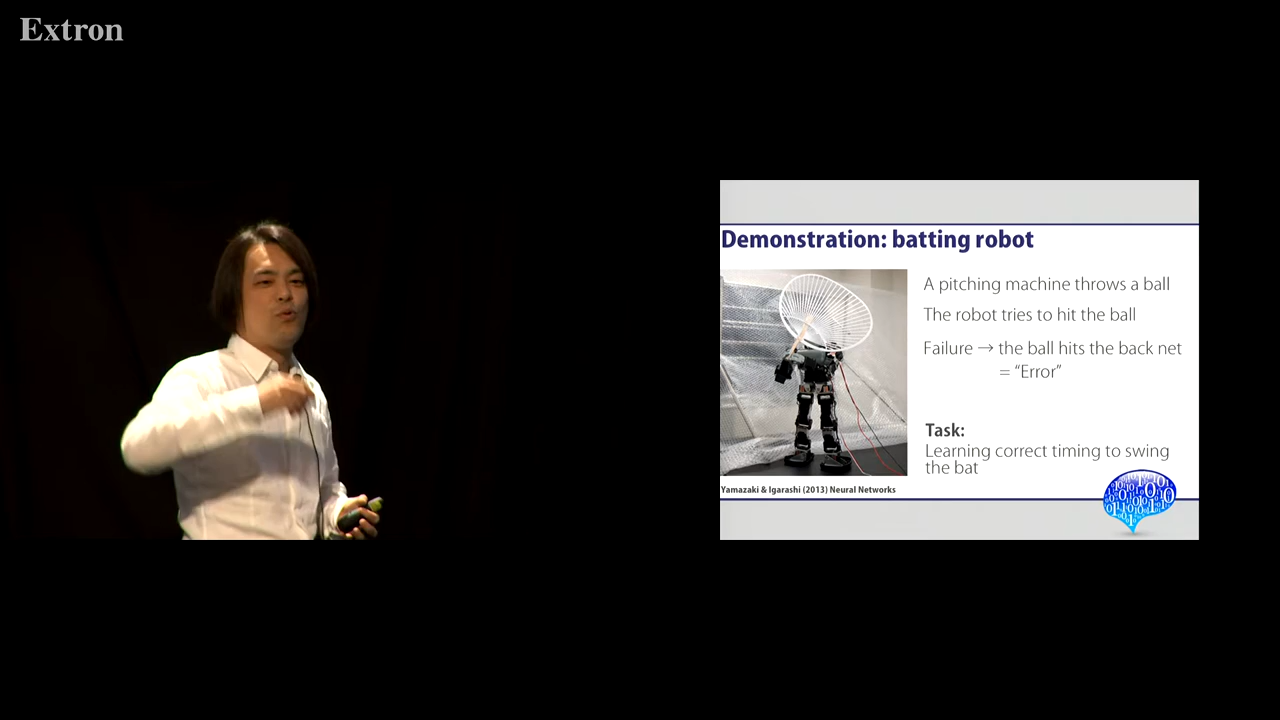 Extron
Demonstration: batting robot
A pitching machine throws a ball
The robot tries to hit the ball
Failure → the ball hits the back net
= “Error”
Task:
Learning correct timing to swing
the bat
Yamazaki & Igarashi (2013) Neural Networks